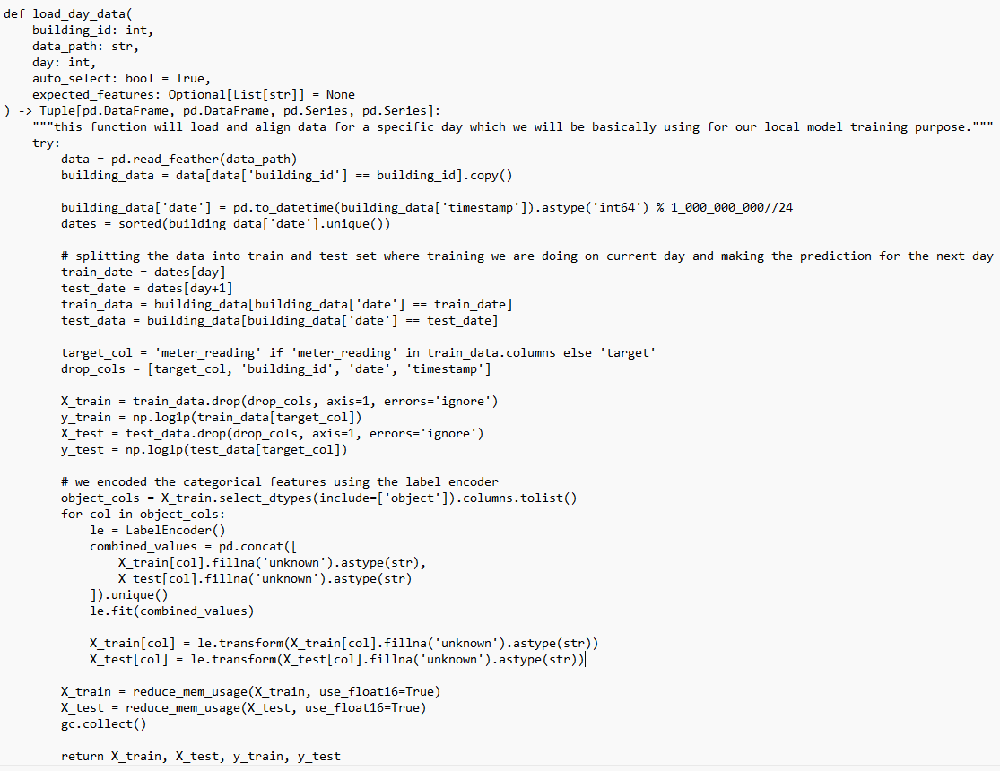 def load_day_data(
    building_id: int,
    data_path: str,
    day: int,
    auto_select: bool = True,
    expected_features: Optional[List[str]] = None
) -> Tuple[pd.DataFrame, pd.DataFrame, pd.Series, pd.Series]:
    """this function will load and align data for a specific day which we will be basically using for our local model training purpose."""
    try:
        data = pd.read_feather(data_path)
        building_data = data[data['building_id'] == building_id].copy()

        building_data['date'] = pd.to_datetime(building_data['timestamp']).astype('int64') % 1_000_000_000//24
        dates = sorted(building_data['date'].unique())

        # splitting the data into train and test set where training we are doing on current day and making the prediction for the next day
        train_date = dates[day]
        test_date = dates[day+1]
        train_data = building_data[building_data['date'] == train_date]
        test_data = building_data[building_data['date'] == test_date]

        target_col = 'meter_reading' if 'meter_reading' in train_data.columns else 'target'
        drop_cols = [target_col, 'building_id', 'date', 'timestamp']

        X_train = train_data.drop(drop_cols, axis=1, errors='ignore')
        y_train = np.log1p(train_data[target_col])
        X_test = test_data.drop(drop_cols, axis=1, errors='ignore')
        y_test = np.log1p(test_data[target_col])

        # we encoded the categorical features using the label encoder
        object_cols = X_train.select_dtypes(include=['object']).columns.tolist()
        for col in object_cols:
            le = LabelEncoder()
            combined_values = pd.concat([
                X_train[col].fillna('unknown').astype(str),
                X_test[col].fillna('unknown').astype(str)
            ]).unique()
            le.fit(combined_values)

            X_train[col] = le.transform(X_train[col].fillna('unknown').astype(str))
            X_test[col] = le.transform(X_test[col].fillna('unknown').astype(str))

        X_train = reduce_mem_usage(X_train, use_float16=True)
        X_test = reduce_mem_usage(X_test, use_float16=True)
        gc.collect()

        return X_train, X_test, y_train, y_test